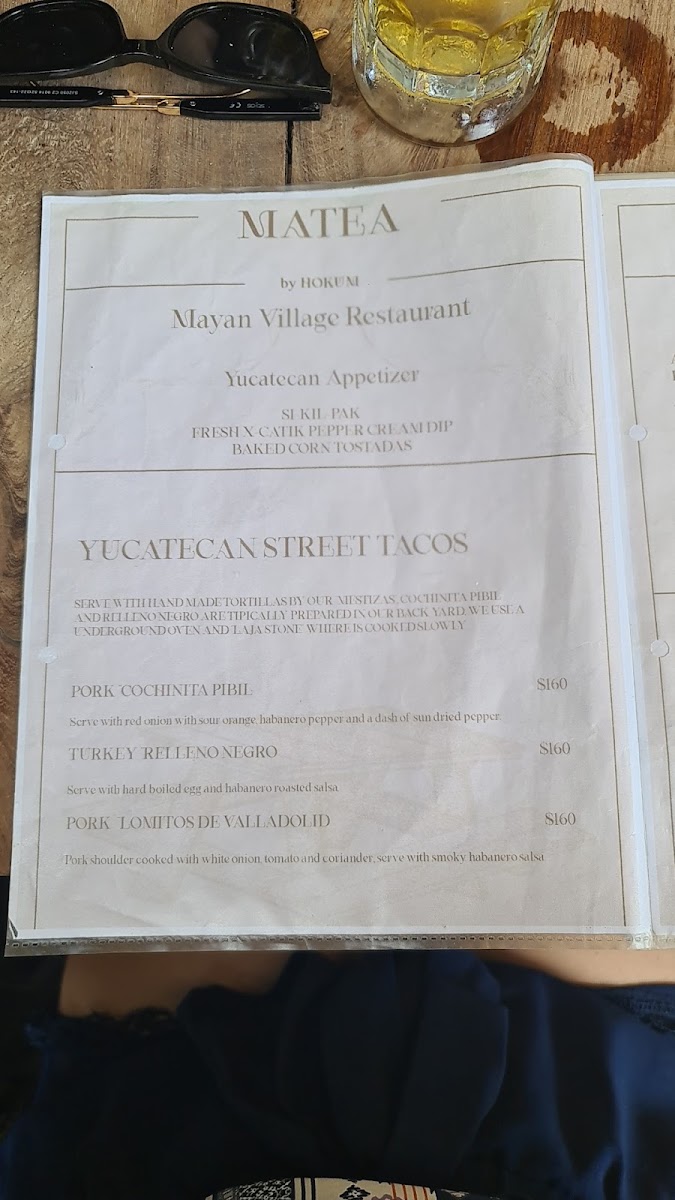 MATEA
by HOKUM
Mayan Village Restaurant
Yucatecan Appetizer
SI-KIL-PAK
FRESH X-CATIK PEPPER CREAM DIP
BAKED CORN TOSTADAS
YUCATECAN STREET TACOS
SERVE WITH HAND MADE TORTILLAS BY OUR MESTIZAS, COCHINITA PIBIL
AND RELLENO NEGRO ARE TIPICALLY PREPARED IN OUR BACK YARD, WE USE A
UNDERGROUND OVEN AND LAJA STONE WHERE IS COOKED SLOWLY
PORK COCHINITA PIBIL $160
Serve with red onion with sour orange, habanero pepper and a dash of sun dried pepper.
TURKEY RELLENO NEGRO $160
Serve with hard boiled egg and habanero roasted salsa
PORK LOMITOS DE VALLADOLID $160
Pork shoulder cooked with white onion, tomato and coriander, serve with smoky habanero salsa